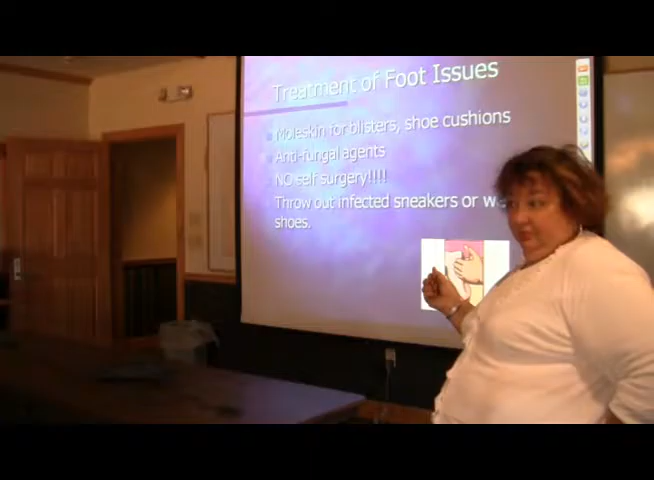 Treatment of Foot Issues
Moleskin for blisters, shoe cushions
Anti-fungal agents
NO self surgery!!!!
Throw out infected sneakers or
shoes.